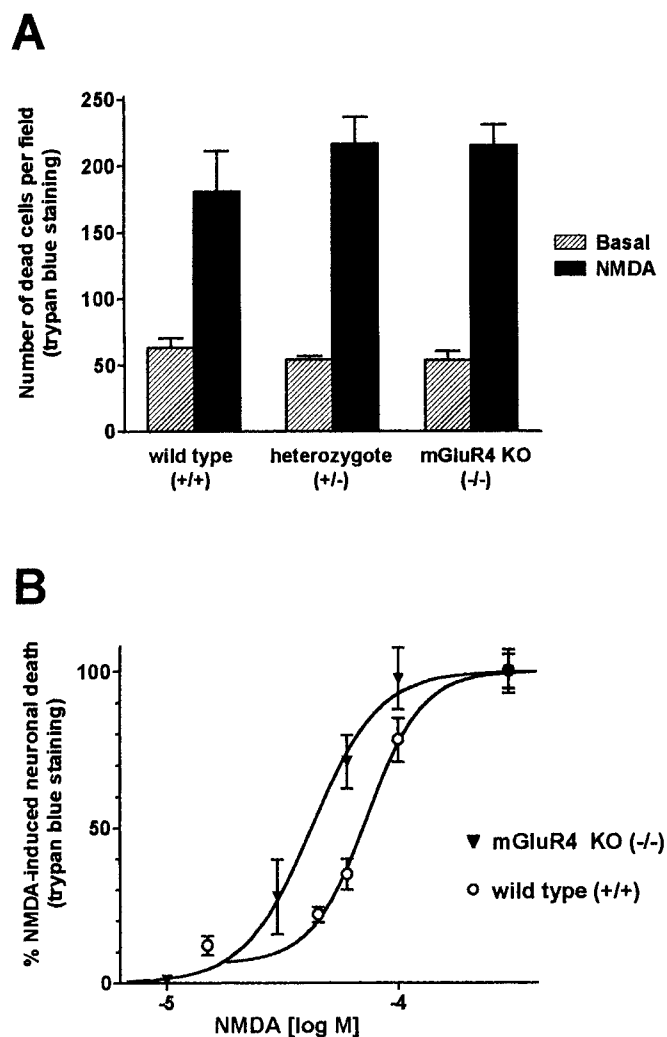 A
Number of dead cells per field
(trypan blue staining)
250
200
150
100
50
0
wild type
(+/+)
heterozygote
(+/-)
mGluR4 KO
(-/-)
Basal
NMDA
B
% NMDA-induced neuronal death
(trypan blue staining)
100
50
0
-5
-4
NMDA [log M]
mGluR4 KO (-/-)
wild type (+/+)